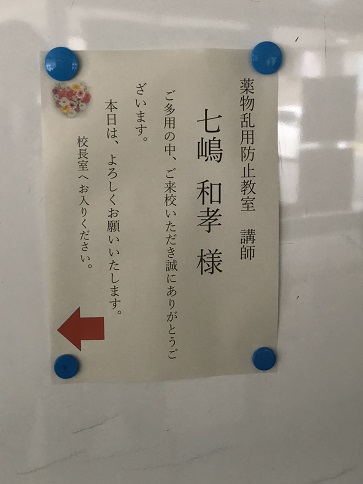 薬物乱用防止教室　講師
七嶋　和孝　様
ご多用の中、ご来校いただき誠にありがとうご
ざいます。
本日は、よろしくお願いいたします。
校長室へお入りください。